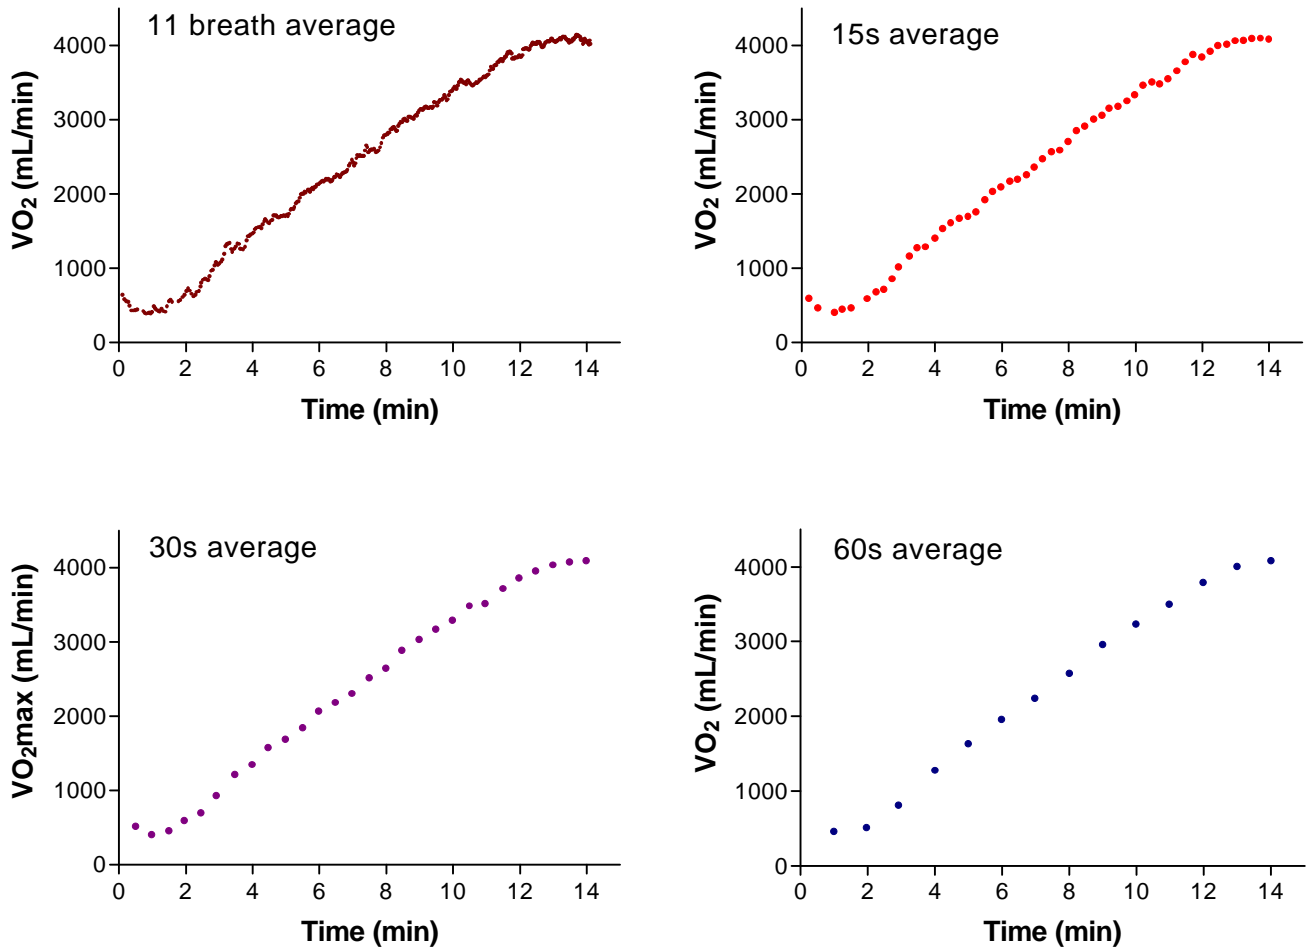 11 breath average
VO2 (mL/min)
4000
3000
2000
1000
0
0 2 4 6 8 10 12 14
Time (min)
15s average
VO2 (mL/min)
4000
3000
2000
1000
0
0 2 4 6 8 10 12 14
Time (min)
30s average
VO2max (mL/min)
4000
3000
2000
1000
0
0 2 4 6 8 10 12 14
Time (min)
60s average
VO2 (mL/min)
4000
3000
2000
1000
0
0 2 4 6 8 10 12 14
Time (min)